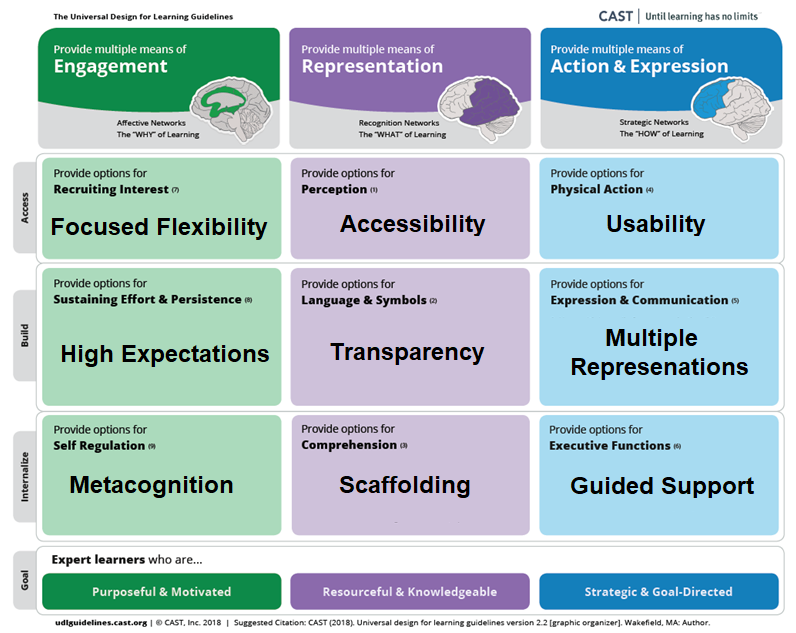 The Universal Design for Learning Guidelines
CAST | Until learning has no limits
Provide multiple means of
Engagement
Affective Networks
The "WHY" of Learning
Provide multiple means of
Representation
Recognition Networks
The "WHAT" of Learning
Provide multiple means of
Action & Expression
Strategic Networks
The "HOW" of Learning
Access
Provide options for
Recruiting Interest (7)
Focused Flexibility
Provide options for
Perception (1)
Accessibility
Provide options for
Physical Action (4)
Usability
Build
Provide options for
Sustaining Effort & Persistence (8)
High Expectations
Provide options for
Language & Symbols (2)
Transparency
Provide options for
Expression & Communication (5)
Multiple
Represenations
Internalize
Provide options for
Self Regulation (9)
Metacognition
Provide options for
Comprehension (3)
Scaffolding
Provide options for
Executive Functions (6)
Guided Support
Goal
Expert learners who are...
Purposeful & Motivated
Resourceful & Knowledgeable
Strategic & Goal-Directed
udlguidelines.cast.org | © CAST, Inc. 2018 | Suggested Citation: CAST (2018). Universal design for learning guidelines version 2.2 [graphic organizer]. Wakefield, MA: Author.